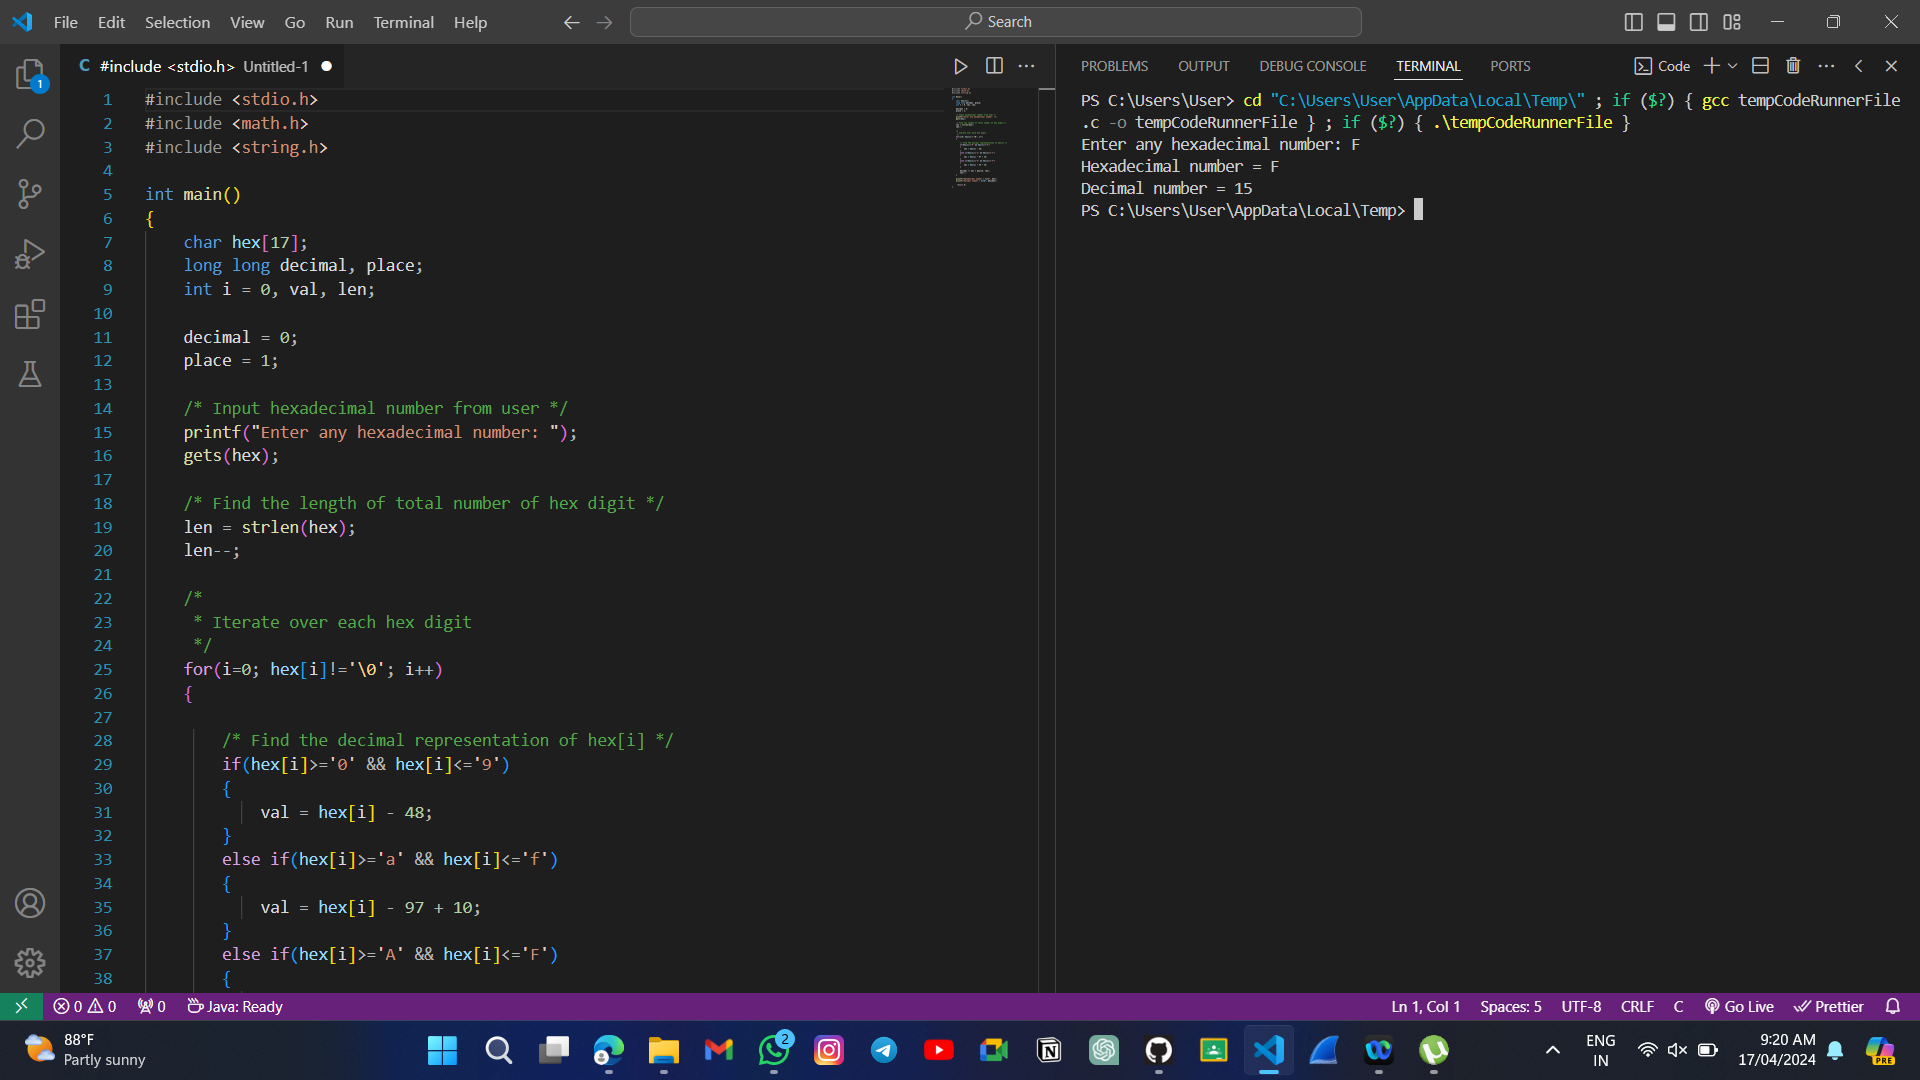 File Edit Selection View Go Run Terminal Help
Search
1
C #include <stdio.h> Untitled-1
1 #include <stdio.h>
2 #include <math.h>
3 #include <string.h>
4
5 int main()
6 {
7 char hex[17];
8 long long decimal, place;
9 int i = 0, val, len;
10
11 decimal = 0;
12 place = 1;
13
14 /* Input hexadecimal number from user */
15 printf("Enter any hexadecimal number: ");
16 gets(hex);
17
18 /* Find the length of total number of hex digit */
19 len = strlen(hex);
20 len--;
21
22 /*
23 * Iterate over each hex digit
24 */
25 for(i=0; hex[i]!='\0'; i++)
26 {
27
28 /* Find the decimal representation of hex[i] */
29 if(hex[i]>='0' && hex[i]<='9')
30 {
31 val = hex[i] - 48;
32 }
33 else if(hex[i]>='a' && hex[i]<='f')
34 {
35 val = hex[i] - 97 + 10;
36 }
37 else if(hex[i]>='A' && hex[i]<='F')
38 {
PROBLEMS OUTPUT DEBUG CONSOLE TERMINAL PORTS
Code
PS C:\Users\User> cd "C:\Users\User\AppData\Local\Temp\" ; if ($?) { gcc tempCodeRunnerFile
.c -o tempCodeRunnerFile } ; if ($?) { .\tempCodeRunnerFile }
Enter any hexadecimal number: F
Hexadecimal number = F
Decimal number = 15
PS C:\Users\User\AppData\Local\Temp>
0 0 0 Java: Ready
Ln 1, Col 1 Spaces: 5 UTF-8 CRLF C Go Live Prettier
88°F
Partly sunny
2
ENG
IN
9:20 AM
17/04/2024
PRE